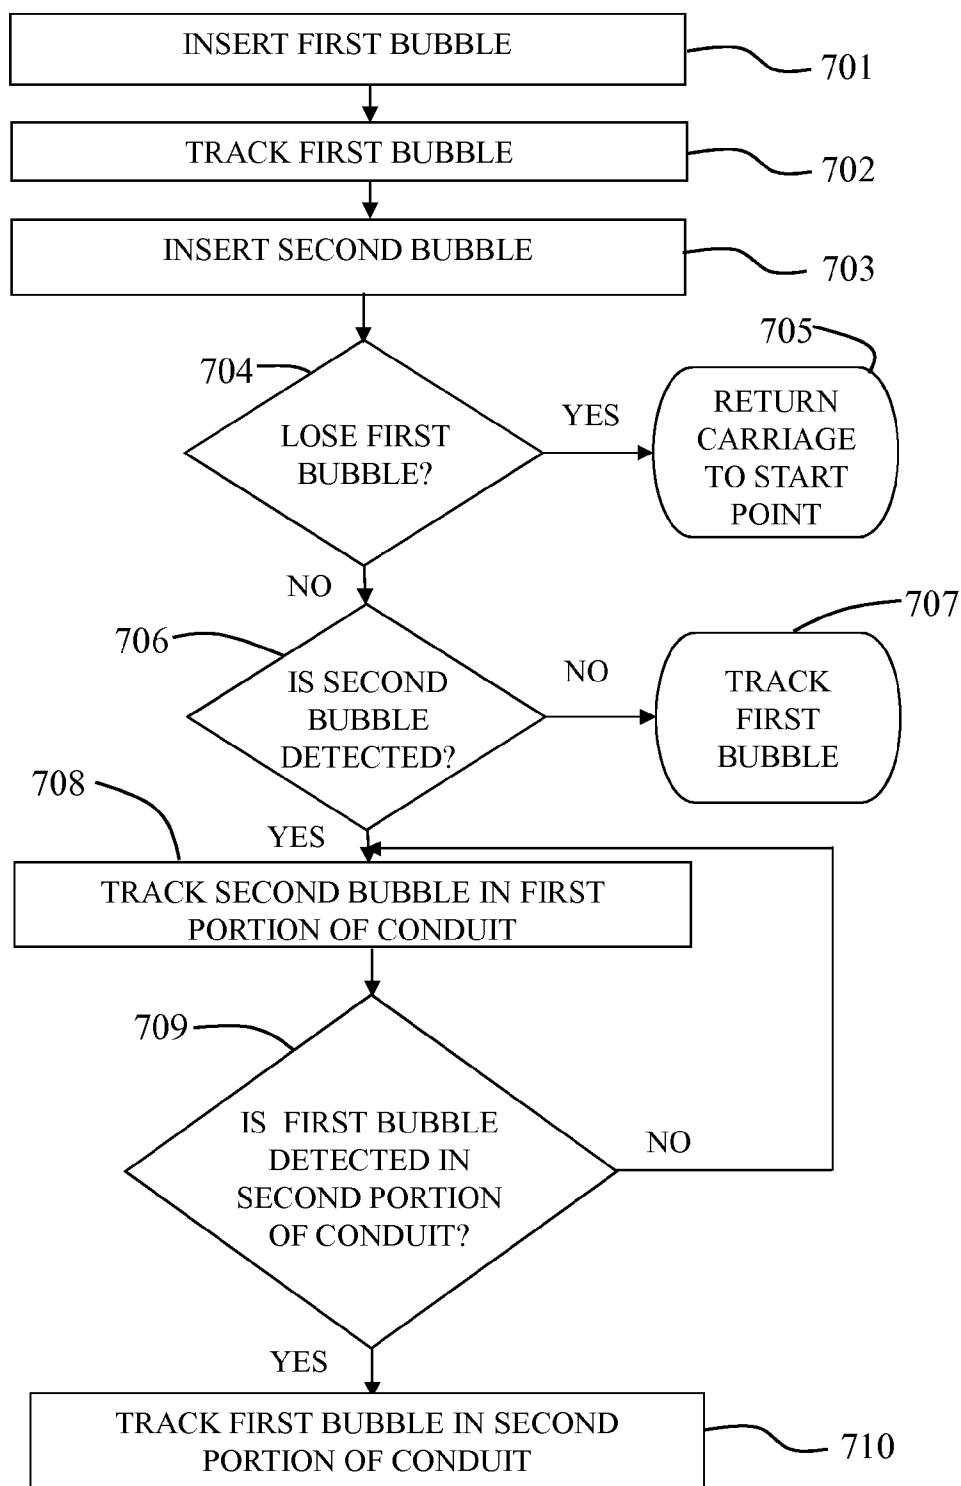 INSERT FIRST BUBBLE
701
TRACK FIRST BUBBLE
702
INSERT SECOND BUBBLE
703
704
LOSE FIRST
BUBBLE?
YES
705
RETURN
CARRIAGE
TO START
POINT
NO
706
IS SECOND
BUBBLE
DETECTED?
NO
707
TRACK
FIRST
BUBBLE
YES
708
TRACK SECOND BUBBLE IN FIRST
PORTION OF CONDUIT
709
IS FIRST BUBBLE
DETECTED IN
SECOND PORTION
OF CONDUIT?
NO
YES
TRACK FIRST BUBBLE IN SECOND
PORTION OF CONDUIT
710